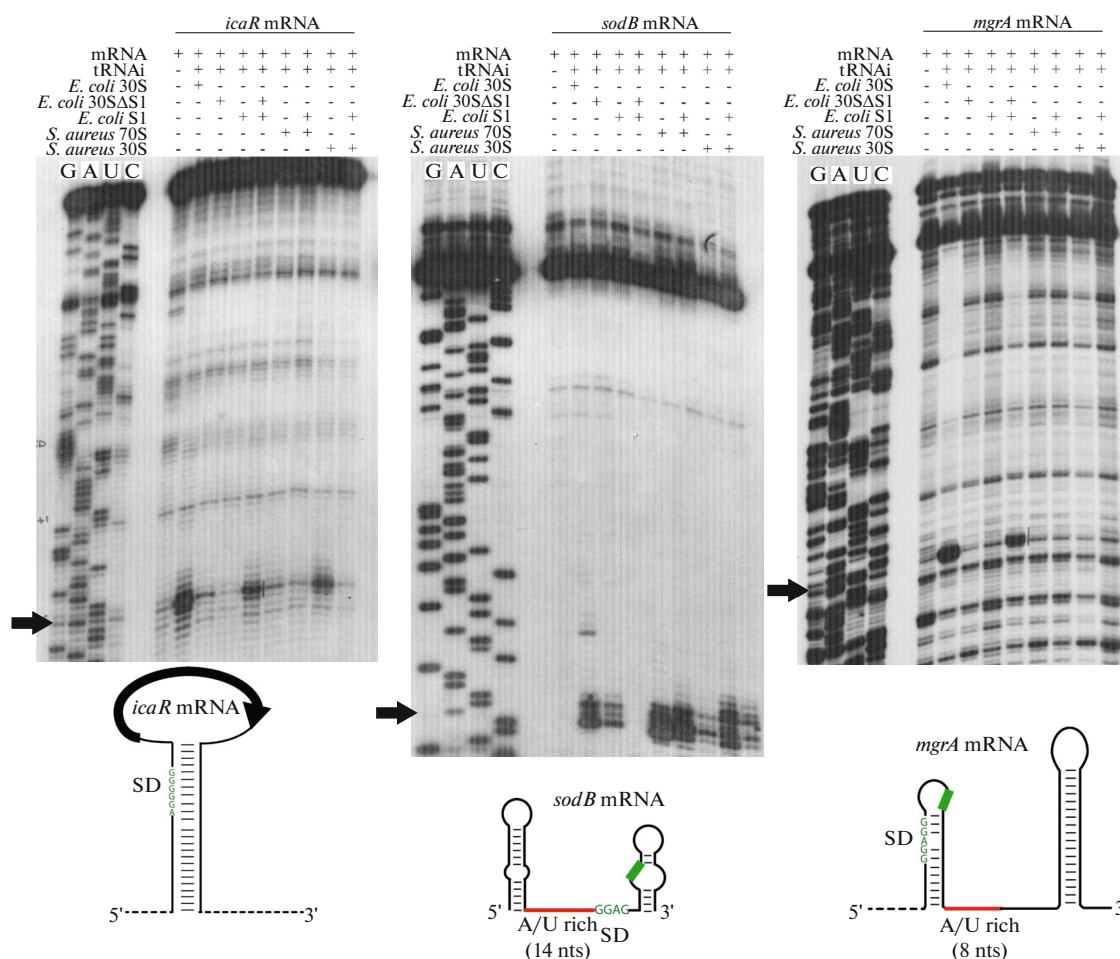 icaR mRNA
mRNA + + + + + + + + +
tRNAi - + + + + + + + +
E. coli 30S - + - - - - - - -
E. coli 30SΔS1 - - + - + - - - -
E. coli S1 - - - + + - + - +
S. aureus 70S - - - - - + + - -
S. aureus 30S - - - - - - - + +
G A U C
icaR mRNA
SD
G
G
G
G
G
A
5' 3'
sodB mRNA
mRNA + + + + + + + + +
tRNAi - + + + + + + + +
E. coli 30S - + - - - - - - -
E. coli 30SΔS1 - - + - + - - - -
E. coli S1 - - - + + - + - +
S. aureus 70S - - - - - + + - -
S. aureus 30S - - - - - - - + +
G A U C
sodB mRNA
5' GGAG 3'
A/U rich SD
(14 nts)
mgrA mRNA
mRNA + + + + + + + + +
tRNAi - + + + + + + + +
E. coli 30S - + - - - - - - -
E. coli 30SΔS1 - - + - + - - - -
E. coli S1 - - - + + - + - +
S. aureus 70S - - - - - + + - -
S. aureus 30S - - - - - - - + +
G A U C
mgrA mRNA
SD
G
G
A
G
G
5' 3'
A/U rich
(8 nts)